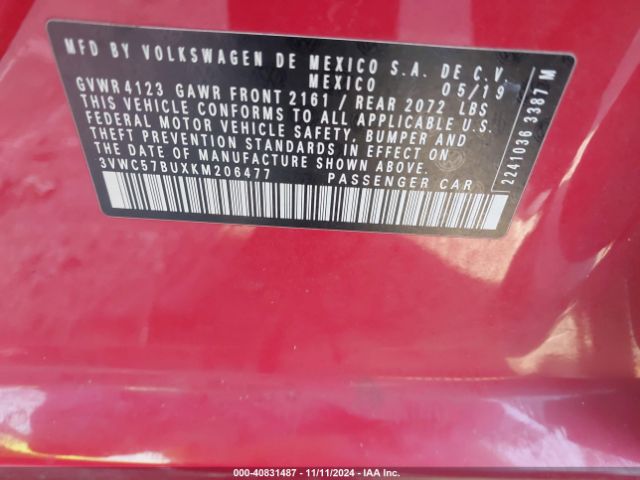 MFD BY VOLKSWAGEN DE MEXICO S.A. DE C.V.
MEXICO 05/19
GVWR 4123 GAWR FRONT 2161 / REAR 2072 LBS
THIS VEHICLE CONFORMS TO ALL APPLICABLE U.S.
FEDERAL MOTOR VEHICLE SAFETY, BUMPER AND
THEFT PREVENTION STANDARDS IN EFFECT ON
THE DATE OF MANUFACTURE SHOWN ABOVE.
3VWC57BUXKM206477 PASSENGER CAR
2241036 3387 M
000-40831487 - 11/11/2024 - IAA Inc.